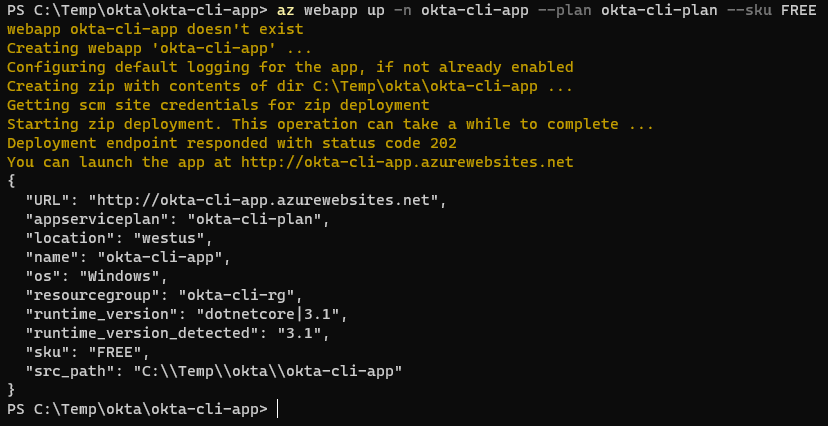 PS C:\Temp\okta\okta-cli-app> az webapp up -n okta-cli-app --plan okta-cli-plan --sku FREE
webapp okta-cli-app doesn't exist
Creating webapp 'okta-cli-app' ...
Configuring default logging for the app, if not already enabled
Creating zip with contents of dir C:\Temp\okta\okta-cli-app ...
Getting scm site credentials for zip deployment
Starting zip deployment. This operation can take a while to complete ...
Deployment endpoint responded with status code 202
You can launch the app at http://okta-cli-app.azurewebsites.net
{
  "URL": "http://okta-cli-app.azurewebsites.net",
  "appserviceplan": "okta-cli-plan",
  "location": "westus",
  "name": "okta-cli-app",
  "os": "Windows",
  "resourcegroup": "okta-cli-rg",
  "runtime_version": "dotnetcore|3.1",
  "runtime_version_detected": "3.1",
  "sku": "FREE",
  "src_path": "C:\\Temp\\okta\\okta-cli-app"
}
PS C:\Temp\okta\okta-cli-app>